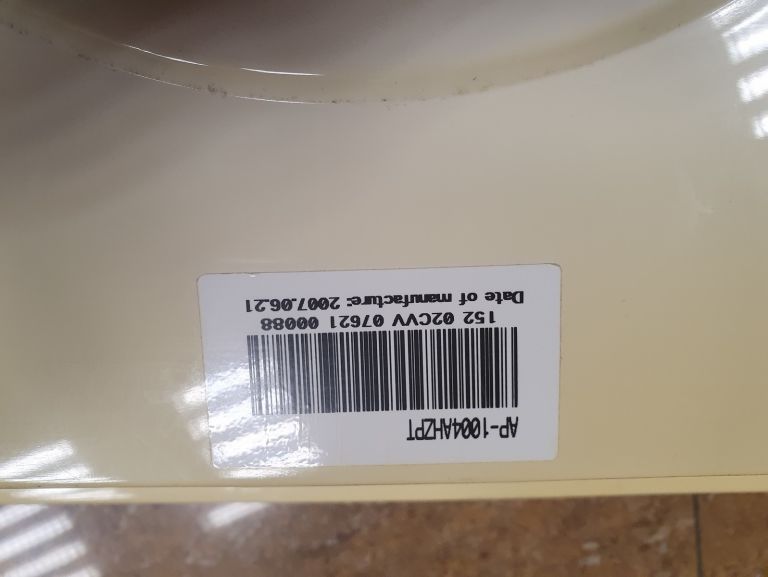 AP-1004AHZPT
152 02CVV 07621 00088
Date of manufacture: 2007.06.21